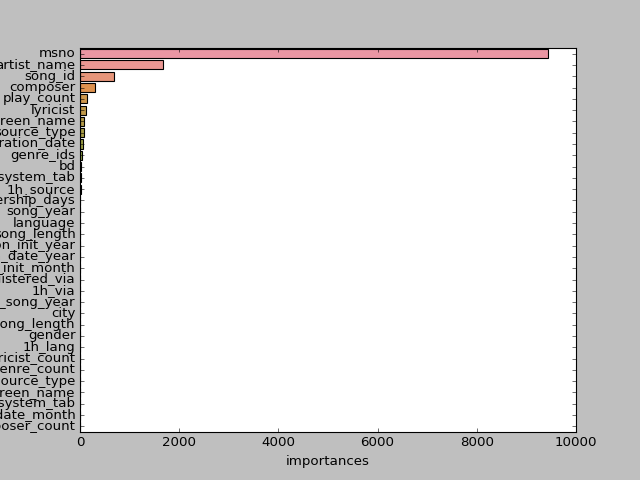 msno
artist_name
song_id
composer
play_count
lyricist
reen_name
source_type
ration_date
genre_ids
bd
system_tab
1h_source
ership_days
song_year
language
song_length
on_init_year
_date_year
_init_month
istered_via
1h_via
_song_year
city
ong_length
gender
1h_lang
ricist_count
enre_count
ource_type
reen_name
system_tab
date_month
poser_count
0 2000 4000 6000 8000 10000
importances